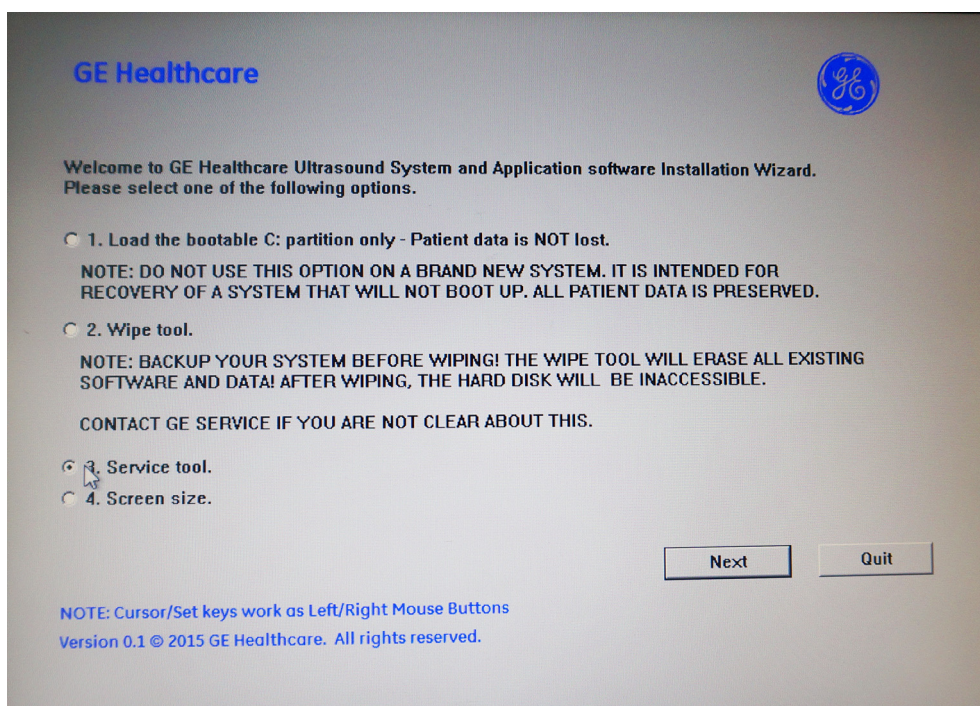 GE Healthcare
GE
Welcome to GE Healthcare Ultrasound System and Application software Installation Wizard.
Please select one of the following options.
1. Load the bootable C: partition only - Patient data is NOT lost.
NOTE: DO NOT USE THIS OPTION ON A BRAND NEW SYSTEM. IT IS INTENDED FOR
RECOVERY OF A SYSTEM THAT WILL NOT BOOT UP. ALL PATIENT DATA IS PRESERVED.
2. Wipe tool.
NOTE: BACKUP YOUR SYSTEM BEFORE WIPING! THE WIPE TOOL WILL ERASE ALL EXISTING
SOFTWARE AND DATA! AFTER WIPING, THE HARD DISK WILL BE INACCESSIBLE.
CONTACT GE SERVICE IF YOU ARE NOT CLEAR ABOUT THIS.
3. Service tool.
4. Screen size.
Next
Quit
NOTE: Cursor/Set keys work as Left/Right Mouse Buttons
Version 0.1 © 2015 GE Healthcare. All rights reserved.